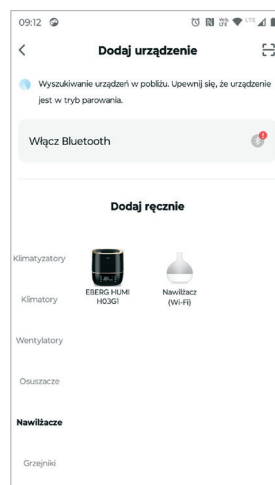 09:12
Dodaj urządzenie
Wyszukiwanie urządzeń w pobliżu. Upewnij się, że urządzenie
jest w tryb parowania.
Włącz Bluetooth
Dodaj ręcznie
Klimatyzatory
EBERG HUMI
H03G1
Nawilżacz
(Wi-Fi)
Klimatory
Wentylatory
Osuszacze
Nawilżacze
Grzejniki